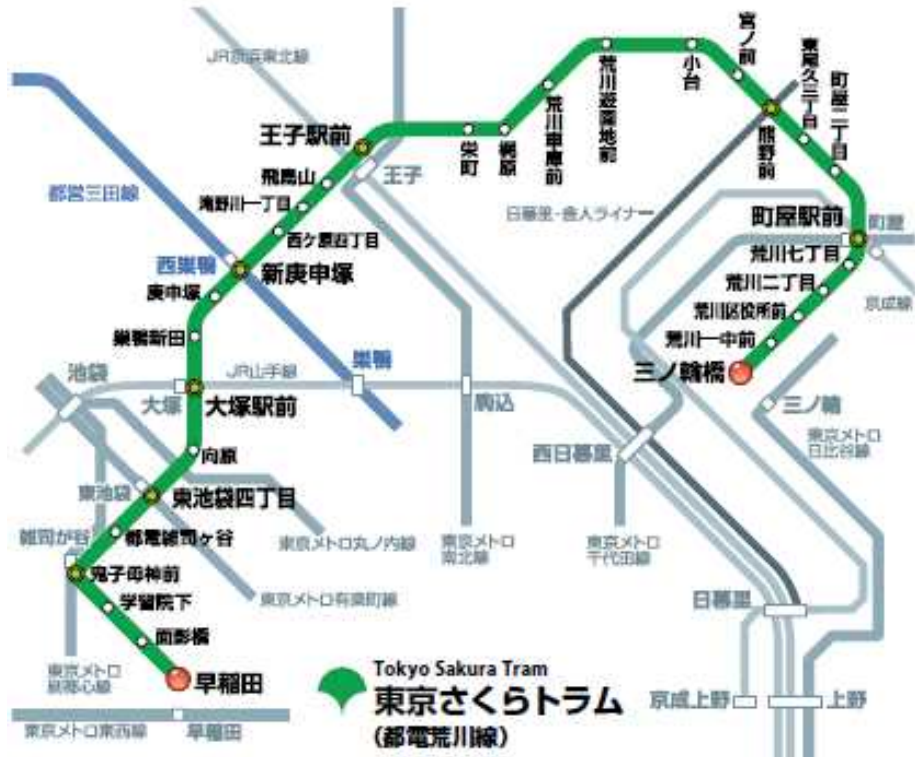 JR京浜東北線
宮ノ前
東尾久三丁目
町屋二丁目
小台
荒川遊園地前
荒川車庫前
梶原
栄町
熊野前
王子駅前
王子
飛鳥山
滝野川一丁目
西ケ原四丁目
都営三田線
西巣鴨
新庚申塚
庚申塚
巣鴨新田
日暮里・舎人ライナー
町屋駅前
町屋
荒川七丁目
荒川二丁目
荒川区役所前
荒川一中前
三ノ輪橋
京成線
池袋
大塚
大塚駅前
JR山手線
巣鴨
駒込
西日暮里
三ノ輪
東京メトロ
日比谷線
向原
東池袋
東池袋四丁目
雑司が谷
都電雑司ヶ谷
東京メトロ丸ノ内線
東京メトロ
南北線
東京メトロ
千代田線
鬼子母神前
東京メトロ有楽町線
学習院下
面影橋
日暮里
東京メトロ
副都心線
早稲田
東京メトロ東西線
早稲田
Tokyo Sakura Tram
東京さくらトラム
(都電荒川線)
京成上野
上野